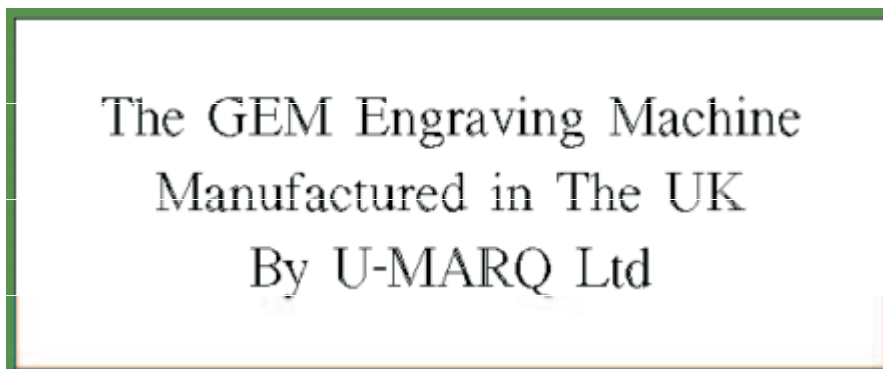 The GEM Engraving Machine
Manufactured in The UK
By U-MARQ Ltd